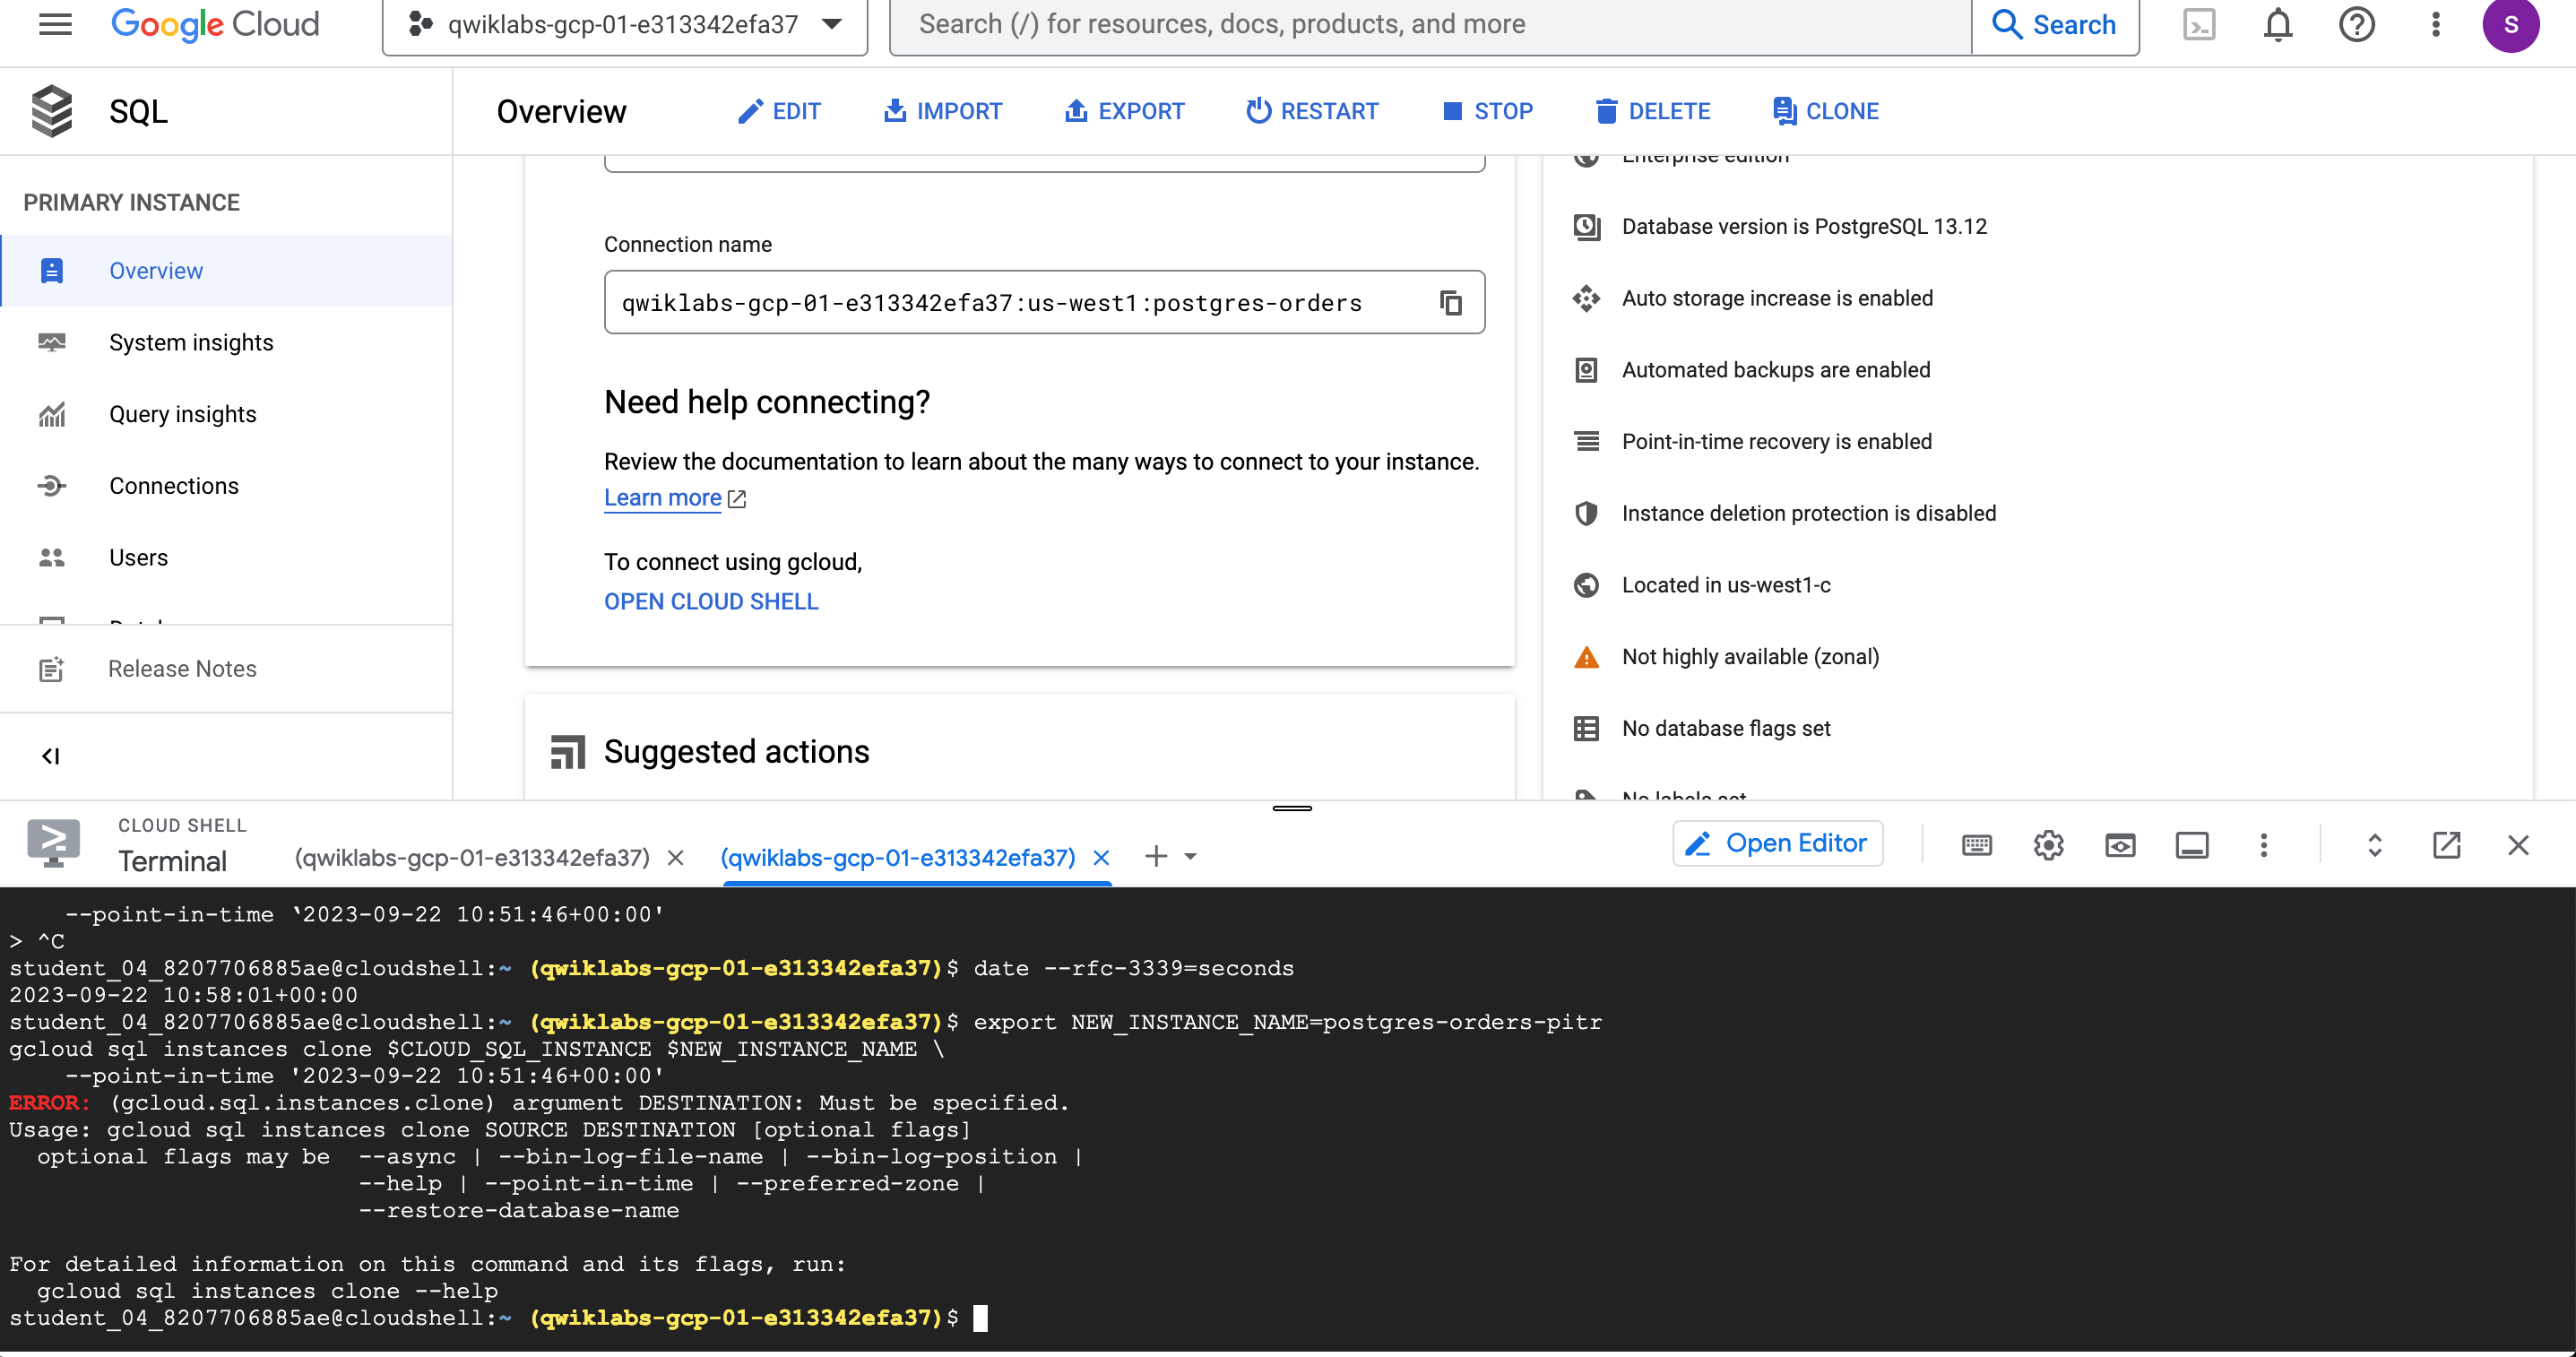 Google Cloud
qwiklabs-gcp-01-e313342efa37
Search (/) for resources, docs, products, and more
Search
S
SQL
Overview
EDIT
IMPORT
EXPORT
RESTART
STOP
DELETE
CLONE
PRIMARY INSTANCE
Overview
System insights
Query insights
Connections
Users
Release Notes
Connection name
qwiklabs-gcp-01-e313342efa37:us-west1:postgres-orders
Need help connecting?
Review the documentation to learn about the many ways to connect to your instance.
Learn more
To connect using gcloud,
OPEN CLOUD SHELL
Suggested actions
Enterprise edition
Database version is PostgreSQL 13.12
Auto storage increase is enabled
Automated backups are enabled
Point-in-time recovery is enabled
Instance deletion protection is disabled
Located in us-west1-c
Not highly available (zonal)
No database flags set
No labels set
CLOUD SHELL
Terminal
(qwiklabs-gcp-01-e313342efa37)
(qwiklabs-gcp-01-e313342efa37)
Open Editor
--point-in-time ‛2023-09-22 10:51:46+00:00'
> ^C
student_04_8207706885ae@cloudshell:~ (qwiklabs-gcp-01-e313342efa37)$ date --rfc-3339=seconds
2023-09-22 10:58:01+00:00
student_04_8207706885ae@cloudshell:~ (qwiklabs-gcp-01-e313342efa37)$ export NEW_INSTANCE_NAME=postgres-orders-pitr
gcloud sql instances clone $CLOUD_SQL_INSTANCE $NEW_INSTANCE_NAME \
--point-in-time '2023-09-22 10:51:46+00:00'
ERROR: (gcloud.sql.instances.clone) argument DESTINATION: Must be specified.
Usage: gcloud sql instances clone SOURCE DESTINATION [optional flags]
optional flags may be --async | --bin-log-file-name | --bin-log-position |
--help | --point-in-time | --preferred-zone |
--restore-database-name
For detailed information on this command and its flags, run:
gcloud sql instances clone --help
student_04_8207706885ae@cloudshell:~ (qwiklabs-gcp-01-e313342efa37)$